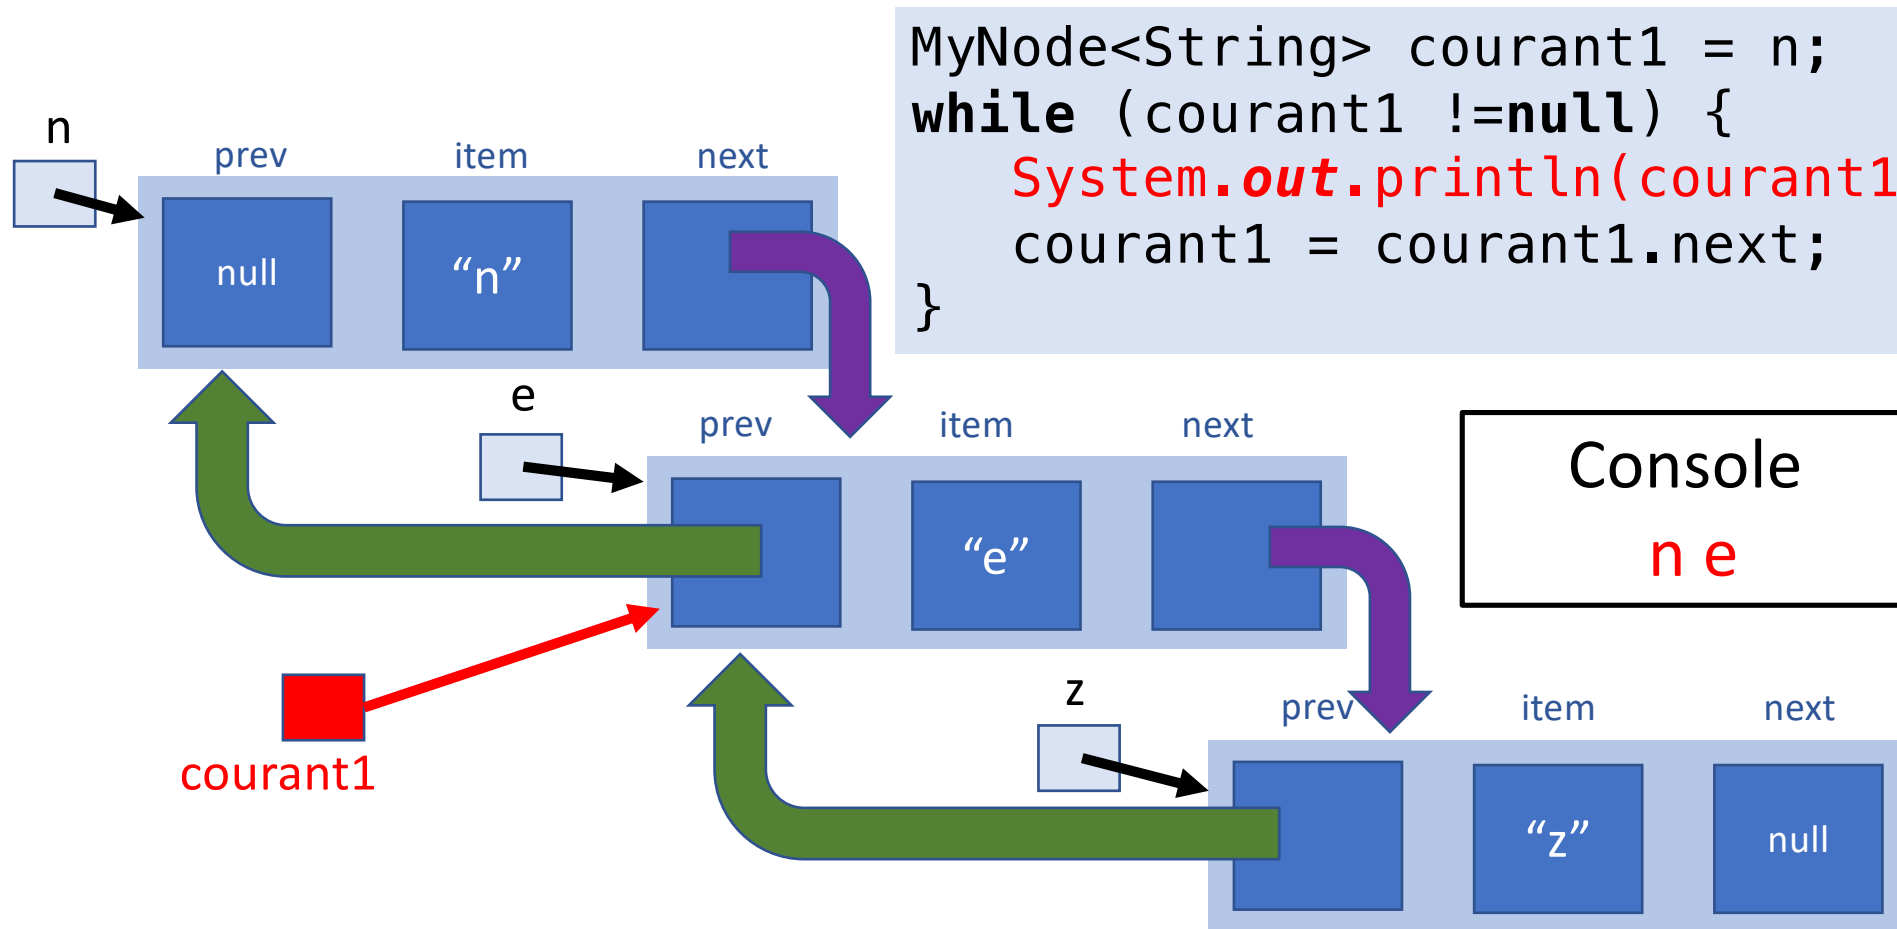 MyNode<String> courant1 = n;
while (courant1 !=null) {
System.out.println(courant1
courant1 = courant1.next;
}
n
prev item next
null "n"
e
prev item next
"e"
Console
n e
courant1
z
prev item next
"z" null